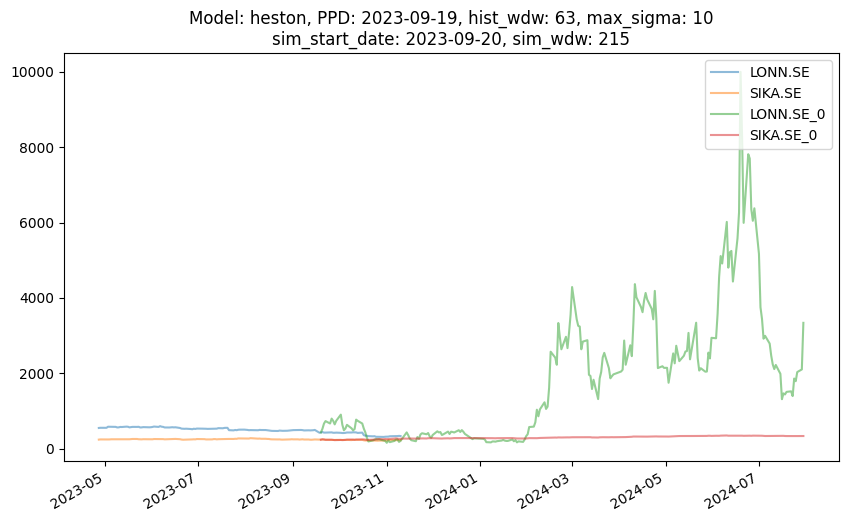 Model: heston, PPD: 2023-09-19, hist_wdw: 63, max_sigma: 10
sim_start_date: 2023-09-20, sim_wdw: 215
LONN.SE
SIKA.SE
LONN.SE_0
SIKA.SE_0
10000
8000
6000
4000
2000
0
2023-05
2023-07
2023-09
2023-11
2024-01
2024-03
2024-05
2024-07